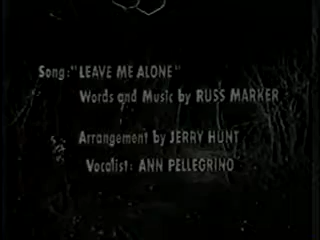 Song: "LEAVE ME ALONE"
Words and Music by RUSS MARKER
Arrangement by JERRY HUNT
Vocalist: ANN PELLEGRINO